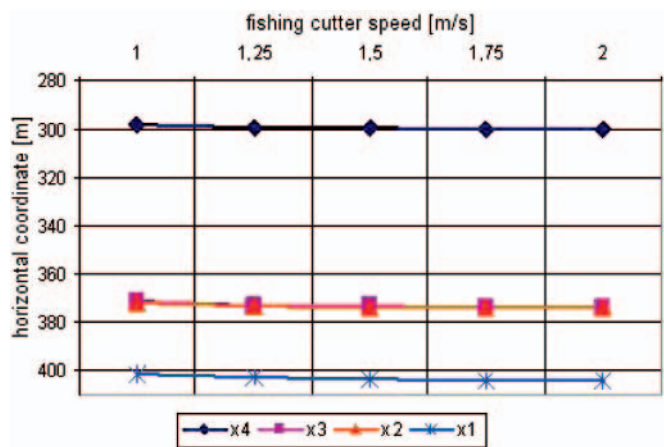 fishing cutter speed [m/s]
1 1,25 1,5 1,75 2
280
300
320
340
360
380
400
horizontal coordinate [m]
x4 x3 x2 x1